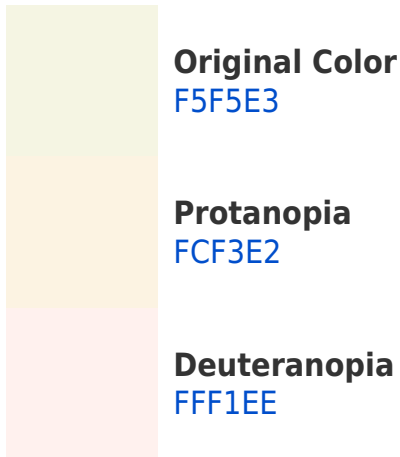 Original Color
F5F5E3
Protanopia
FCF3E2
Deuteranopia
FFF1EE